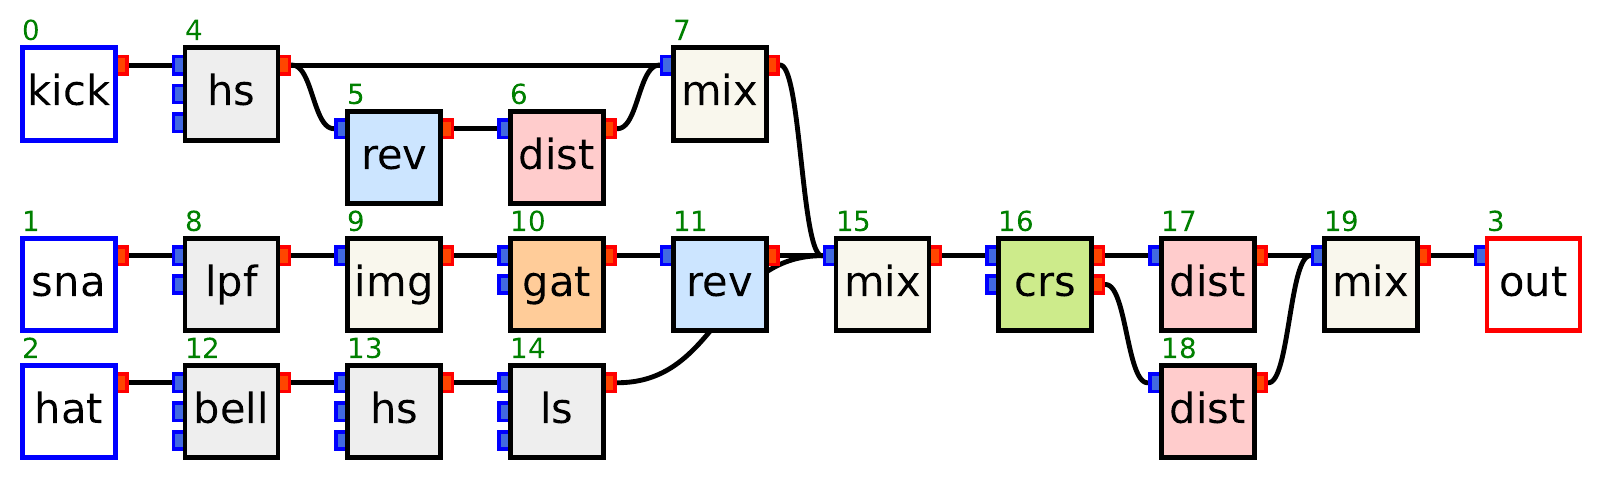 0 4 7
kick hs mix
5 6
rev dist
1 8 9 10 11 15 16 17 19 3
sna lpf img gat rev mix crs dist mix out
2 12 13 14 18
hat bell hs ls dist